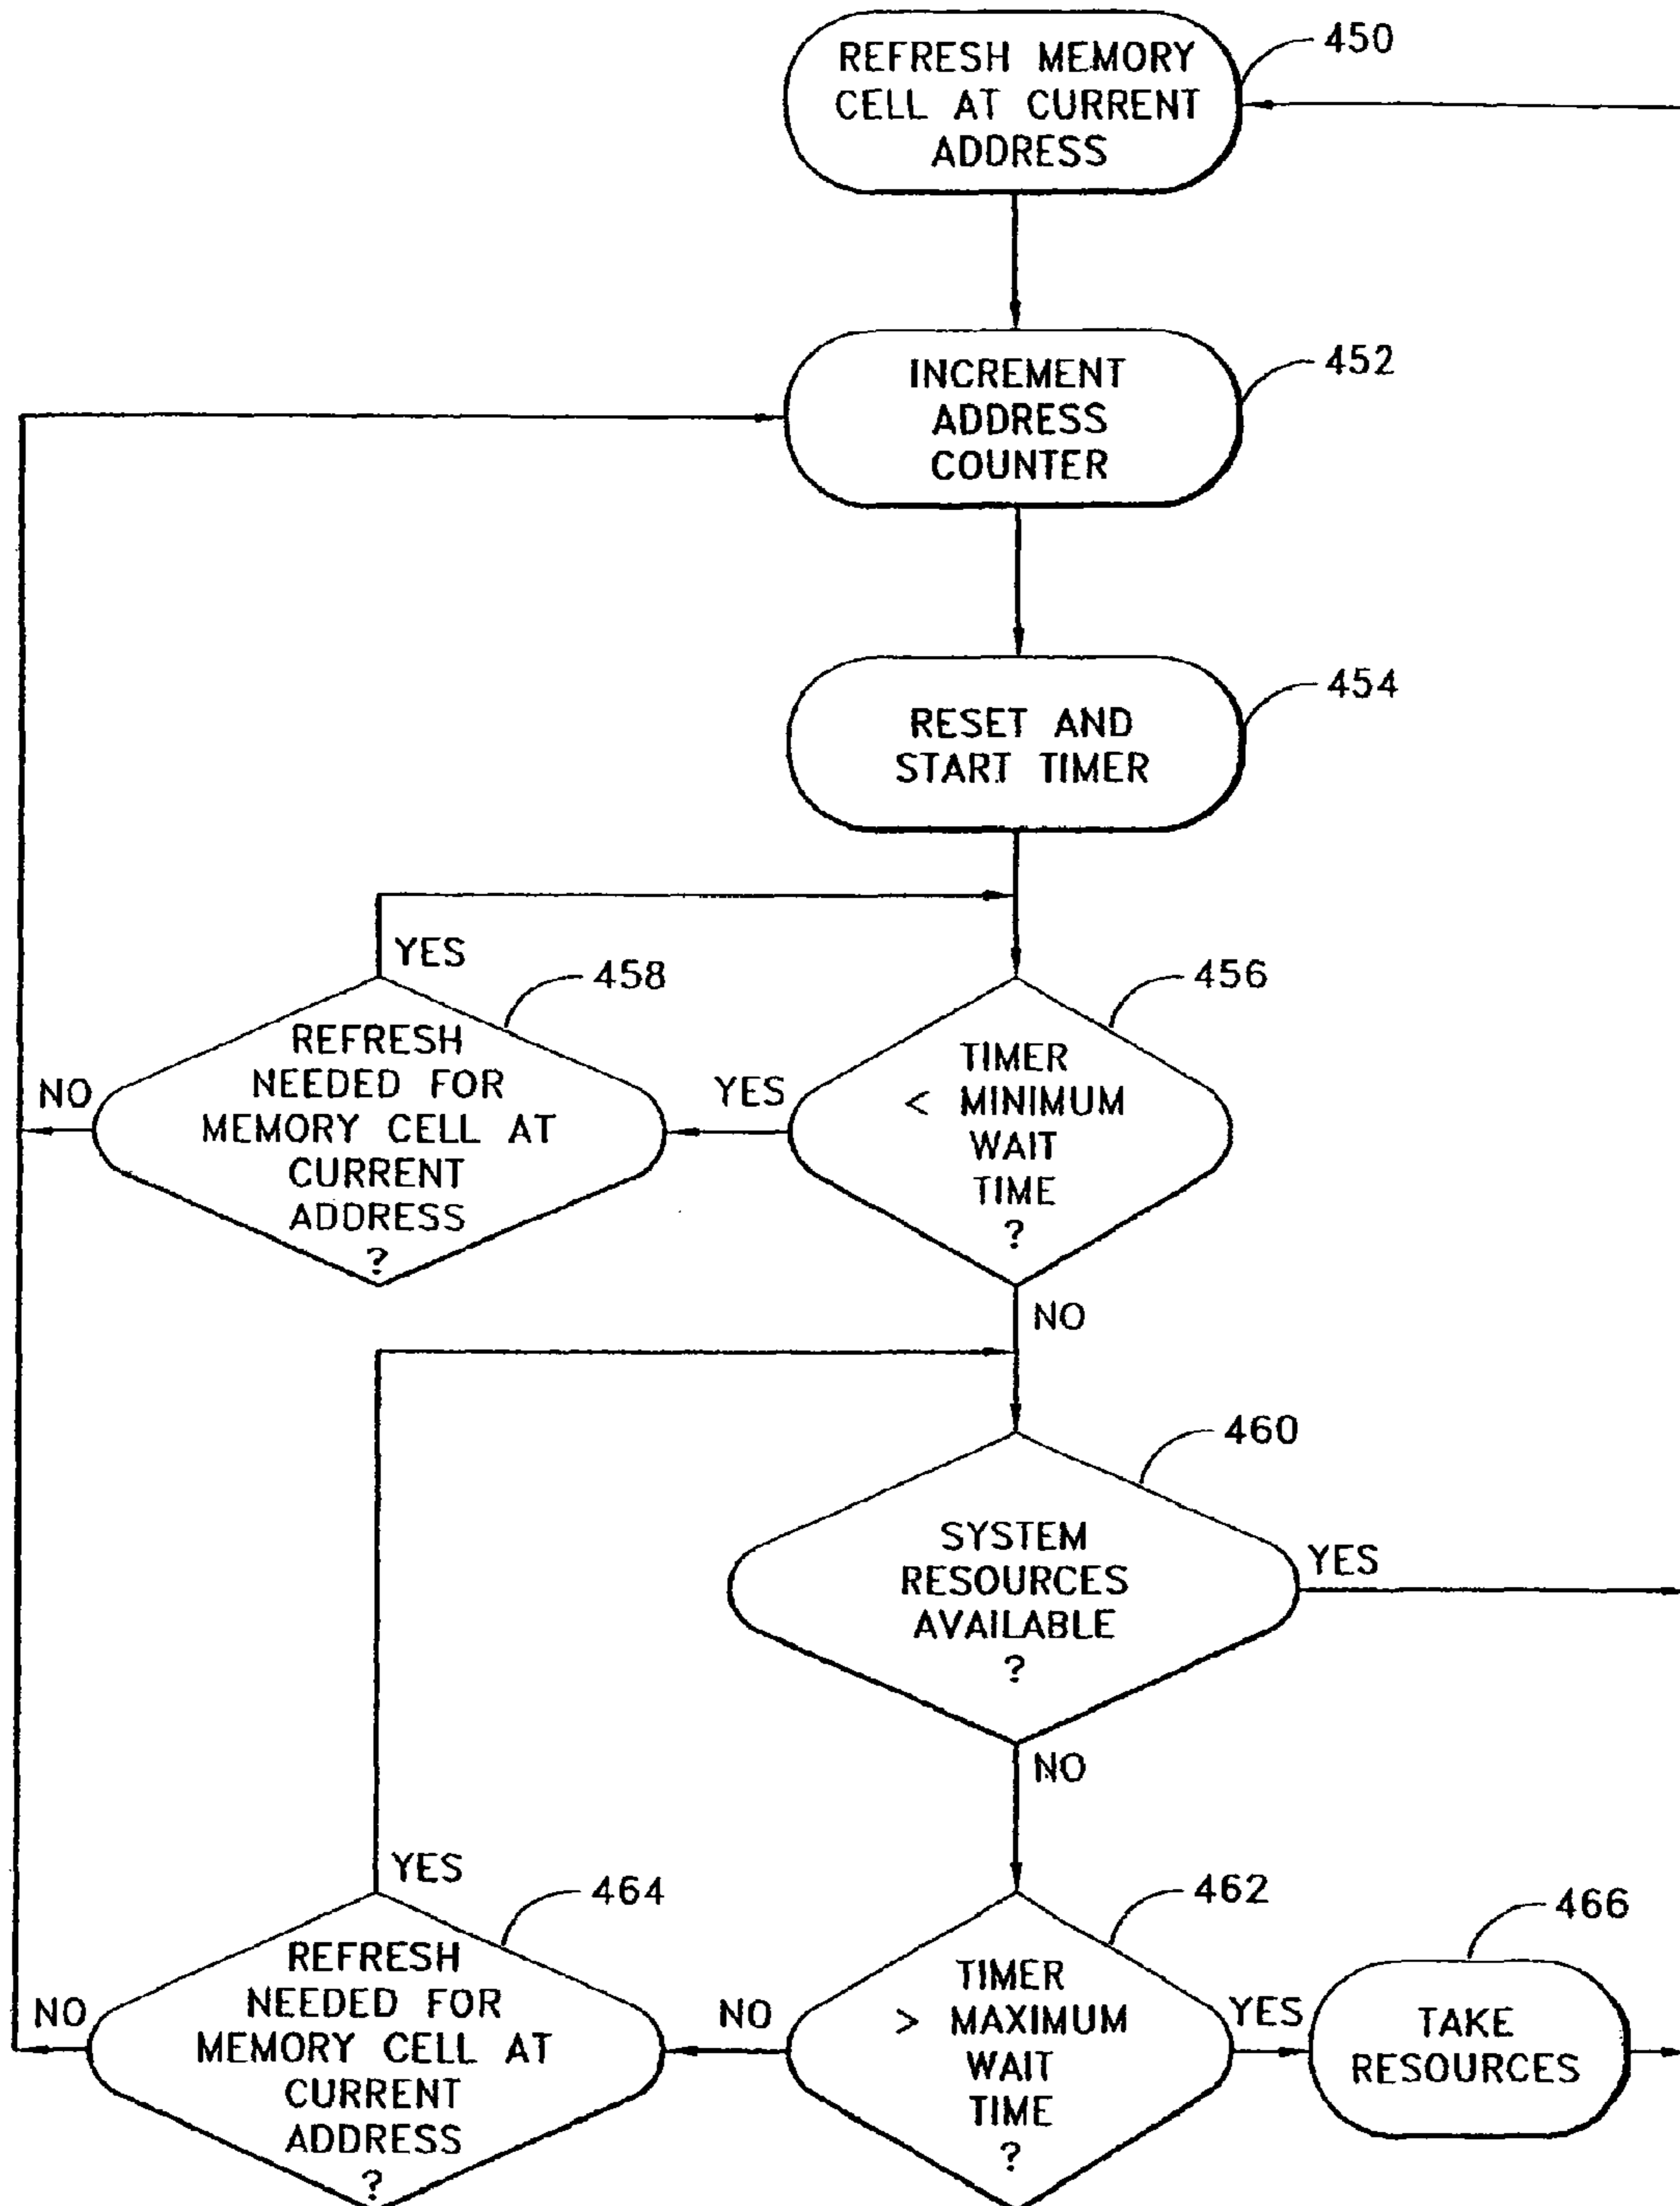 REFRESH MEMORY
CELL AT CURRENT
ADDRESS
450
INCREMENT
ADDRESS
COUNTER
452
RESET AND
START TIMER
454
YES
458
REFRESH
NEEDED FOR
MEMORY CELL AT
CURRENT
ADDRESS
?
NO
YES
456
TIMER
< MINIMUM
WAIT
TIME
?
NO
460
SYSTEM
RESOURCES
AVAILABLE
?
YES
NO
YES
464
REFRESH
NEEDED FOR
MEMORY CELL AT
CURRENT
ADDRESS
?
NO
NO
462
TIMER
> MAXIMUM
WAIT
TIME
?
YES
466
TAKE
RESOURCES